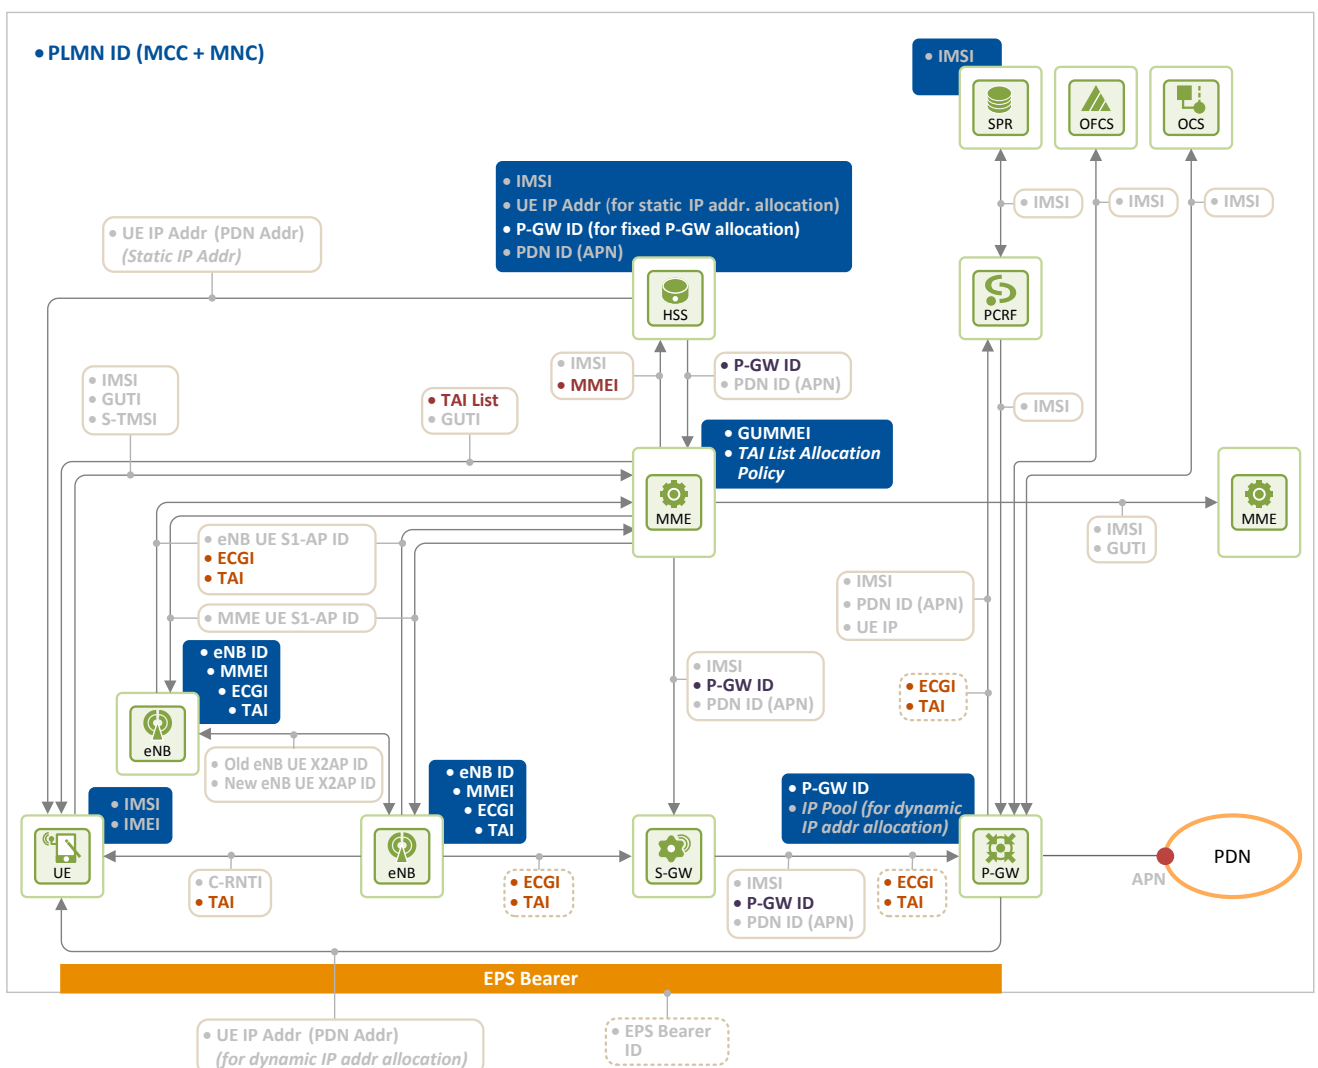 • PLMN ID (MCC + MNC)
• IMSI
SPR
OFCS
OCS
• IMSI
• UE IP Addr (for static IP addr. allocation)
• P-GW ID (for fixed P-GW allocation)
• PDN ID (APN)
• IMSI
• IMSI
• IMSI
• UE IP Addr (PDN Addr)
(Static IP Addr)
HSS
PCRF
• IMSI
• MMEI
• P-GW ID
• PDN ID (APN)
• IMSI
• GUTI
• S-TMSI
• TAI List
• GUTI
• IMSI
• GUMMEI
• TAI List Allocation
Policy
MME
MME
• eNB UE S1-AP ID
• ECGI
• TAI
• IMSI
• GUTI
• MME UE S1-AP ID
• IMSI
• PDN ID (APN)
• UE IP
• eNB ID
• MMEI
• ECGI
• TAI
eNB
• IMSI
• P-GW ID
• PDN ID (APN)
• ECGI
• TAI
• Old eNB UE X2AP ID
• New eNB UE X2AP ID
• eNB ID
• MMEI
• ECGI
• TAI
• P-GW ID
• IP Pool (for dynamic
IP addr allocation)
• IMSI
• IMEI
UE
eNB
S-GW
P-GW
PDN
APN
• C-RNTI
• TAI
• ECGI
• TAI
• IMSI
• P-GW ID
• PDN ID (APN)
• ECGI
• TAI
EPS Bearer
• UE IP Addr (PDN Addr)
(for dynamic IP addr allocation)
• EPS Bearer
ID